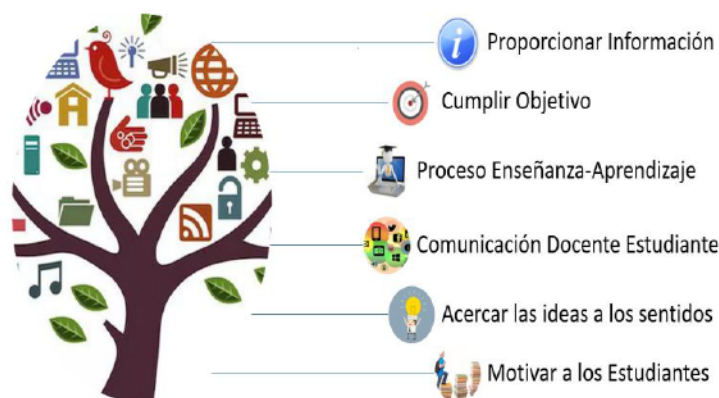 Proporcionar Información
Cumplir Objetivo
Proceso Enseñanza-Aprendizaje
Comunicación Docente Estudiante
Acercar las ideas a los sentidos
Motivar a los Estudiantes